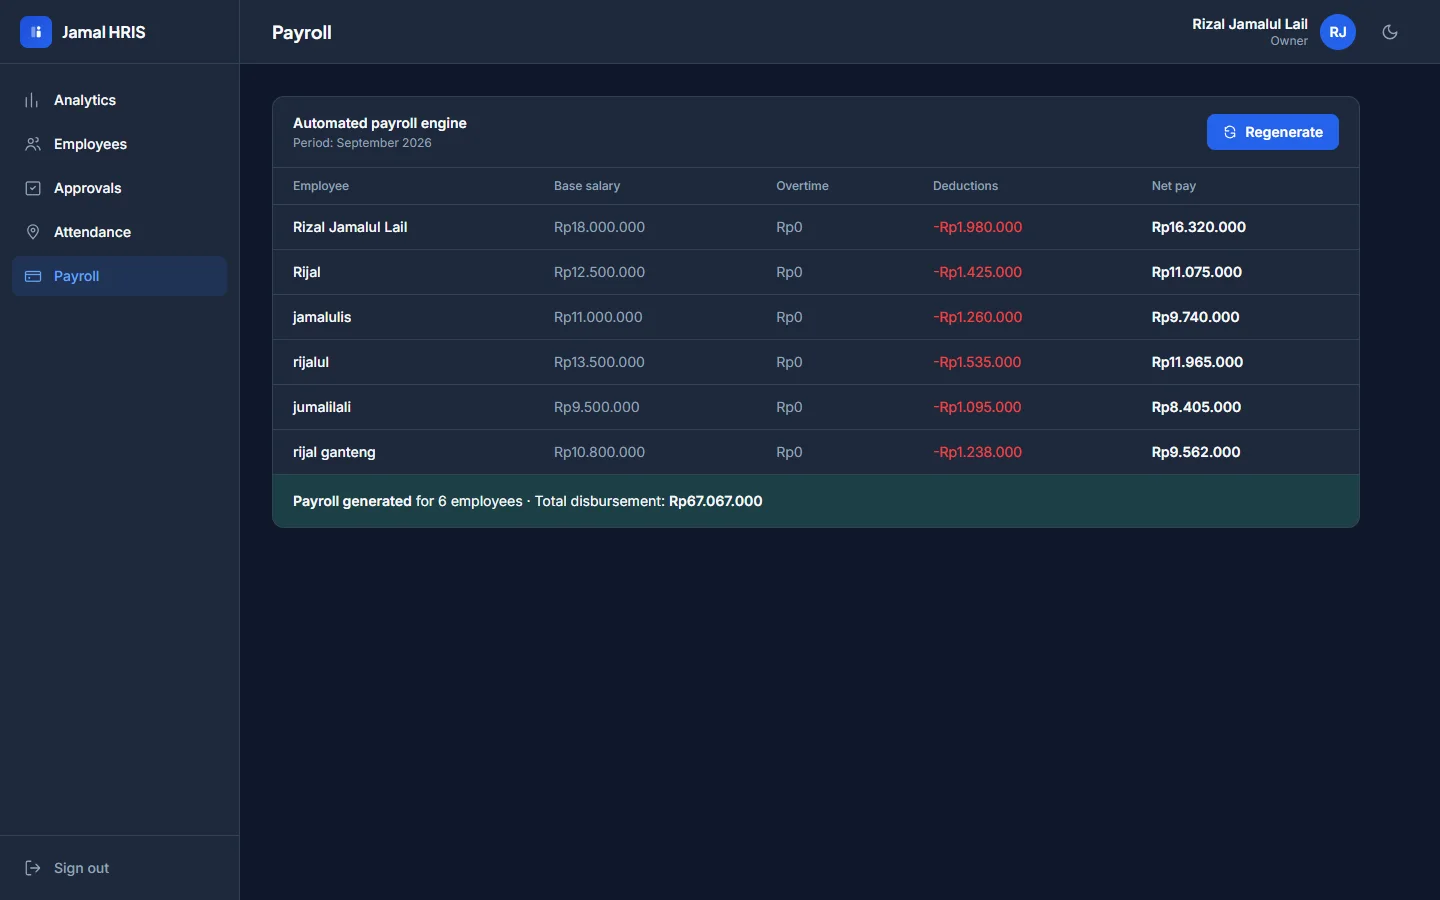 Jamal HRIS
Payroll
Rizal Jamalul Lail
Owner
RJ
Analytics
Employees
Approvals
Attendance
Payroll
Sign out
Automated payroll engine
Period: September 2026
Regenerate
Employee Base salary Overtime Deductions Net pay
Rizal Jamalul Lail Rp18.000.000 Rp0 -Rp1.980.000 Rp16.320.000
Rijal Rp12.500.000 Rp0 -Rp1.425.000 Rp11.075.000
jamalulis Rp11.000.000 Rp0 -Rp1.260.000 Rp9.740.000
rijalul Rp13.500.000 Rp0 -Rp1.535.000 Rp11.965.000
jumalilali Rp9.500.000 Rp0 -Rp1.095.000 Rp8.405.000
rijal ganteng Rp10.800.000 Rp0 -Rp1.238.000 Rp9.562.000
Payroll generated for 6 employees · Total disbursement: Rp67.067.000